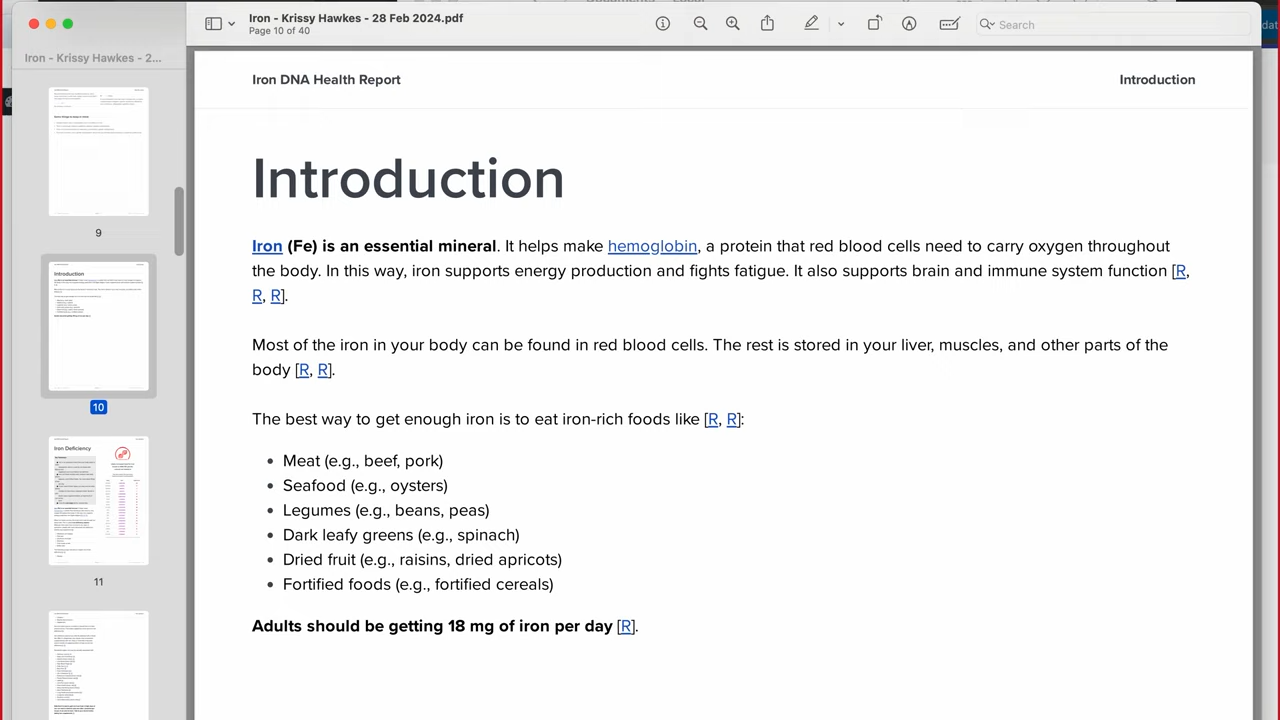 Iron - Krissy Hawkes - 28 Feb 2024.pdf
Page 10 of 40
Search
Iron - Krissy Hawkes - 2...
9
Introduction
10
Iron Deficiency
11
Iron DNA Health Report
Introduction
Introduction
Iron (Fe) is an essential mineral. It helps make hemoglobin, a protein that red blood cells need to carry oxygen throughout
the body. In this way, iron supports energy production and fights It also supports brain and immune system function [R,
R, R].
Most of the iron in your body can be found in red blood cells. The rest is stored in your liver, muscles, and other parts of the
body [R, R].
The best way to get enough iron is to eat iron-rich foods like [R, R]:
• Meat (e.g., beef, pork)
• Seafood (e.g., oysters)
• Legumes (e.g., beans, peas)
• Dark leafy greens (e.g.,
• Dried fruit (e.g., raisins, dried apricots)
• Fortified foods (e.g., fortified cereals)
Adults should be getting 18 mg iron per day [R].